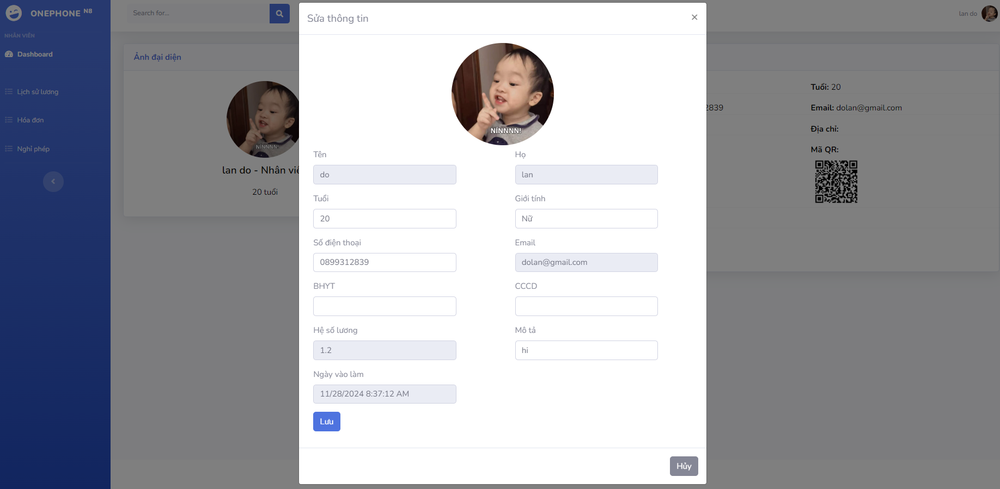 ONEPHONE N8
NHÂN VIÊN
Dashboard
Lịch sử lương
Hóa đơn
Nghỉ phép
Search for...
lan do
Ảnh đại diện
NÍNNNN!
lan do - Nhân viê
20 tuổi
Sửa thông tin
×
NÍNNNN!
Tên
Họ
do
lan
Tuổi
Giới tính
20
Nữ
Số điện thoại
Email
0899312839
dolan@gmail.com
BHYT
CCCD
Hệ số lương
Mô tả
1.2
hi
Ngày vào làm
11/28/2024 8:37:12 AM
Lưu
Hủy
Tuổi: 20
2839
Email: dolan@gmail.com
Địa chỉ:
Mã QR: